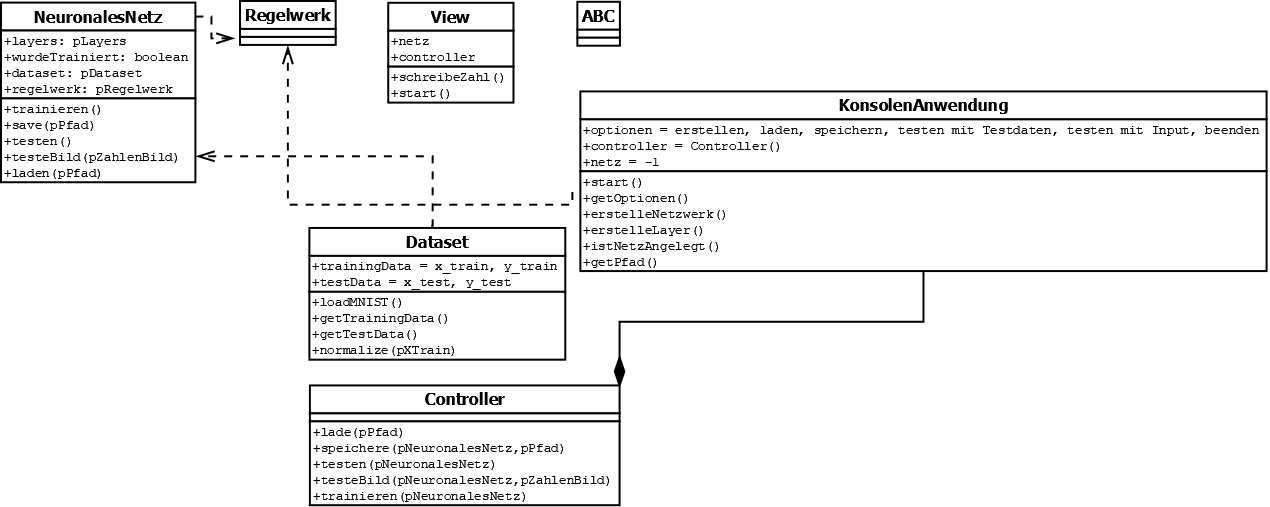 NeuronalesNetz
+layers: pLayers
+wurdeTrainiert: boolean
+dataset: pDataset
+regelwerk: pRegelwerk
+trainieren()
+save(pPfad)
+testen()
+testeBild(pZahlenBild)
+laden(pPfad)
Regelwerk
View
+netz
+controller
+schreibeZahl()
+start()
ABC
KonsolenAnwendung
+optionen = erstellen, laden, speichern, testen mit Testdaten, testen mit Input, beenden
+controller = Controller()
+netz = -1
+start()
+getOptionen()
+erstelleNetzwerk()
+erstelleLayer()
+istNetzAngelegt()
+getPfad()
Dataset
+trainingData = x_train, y_train
+testData = x_test, y_test
+loadMNIST()
+getTrainingData()
+getTestData()
+normalize(pXTrain)
Controller
+lade(pPfad)
+speichere(pNeuronalesNetz,pPfad)
+testen(pNeuronalesNetz)
+testeBild(pNeuronalesNetz,pZahlenBild)
+trainieren(pNeuronalesNetz)